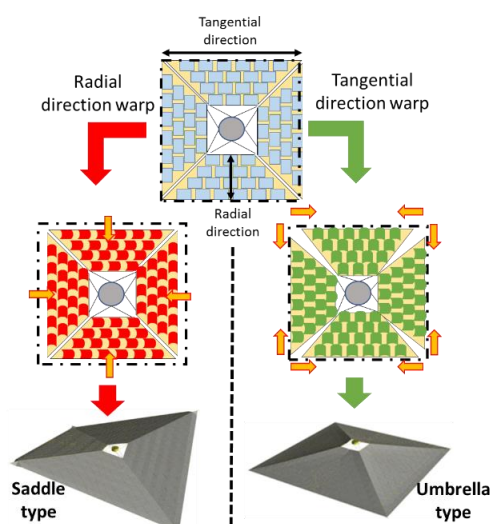 Tangential
direction
Radial
direction warp
Tangential
direction warp
Radial
direction
Saddle
type
Umbrella
type